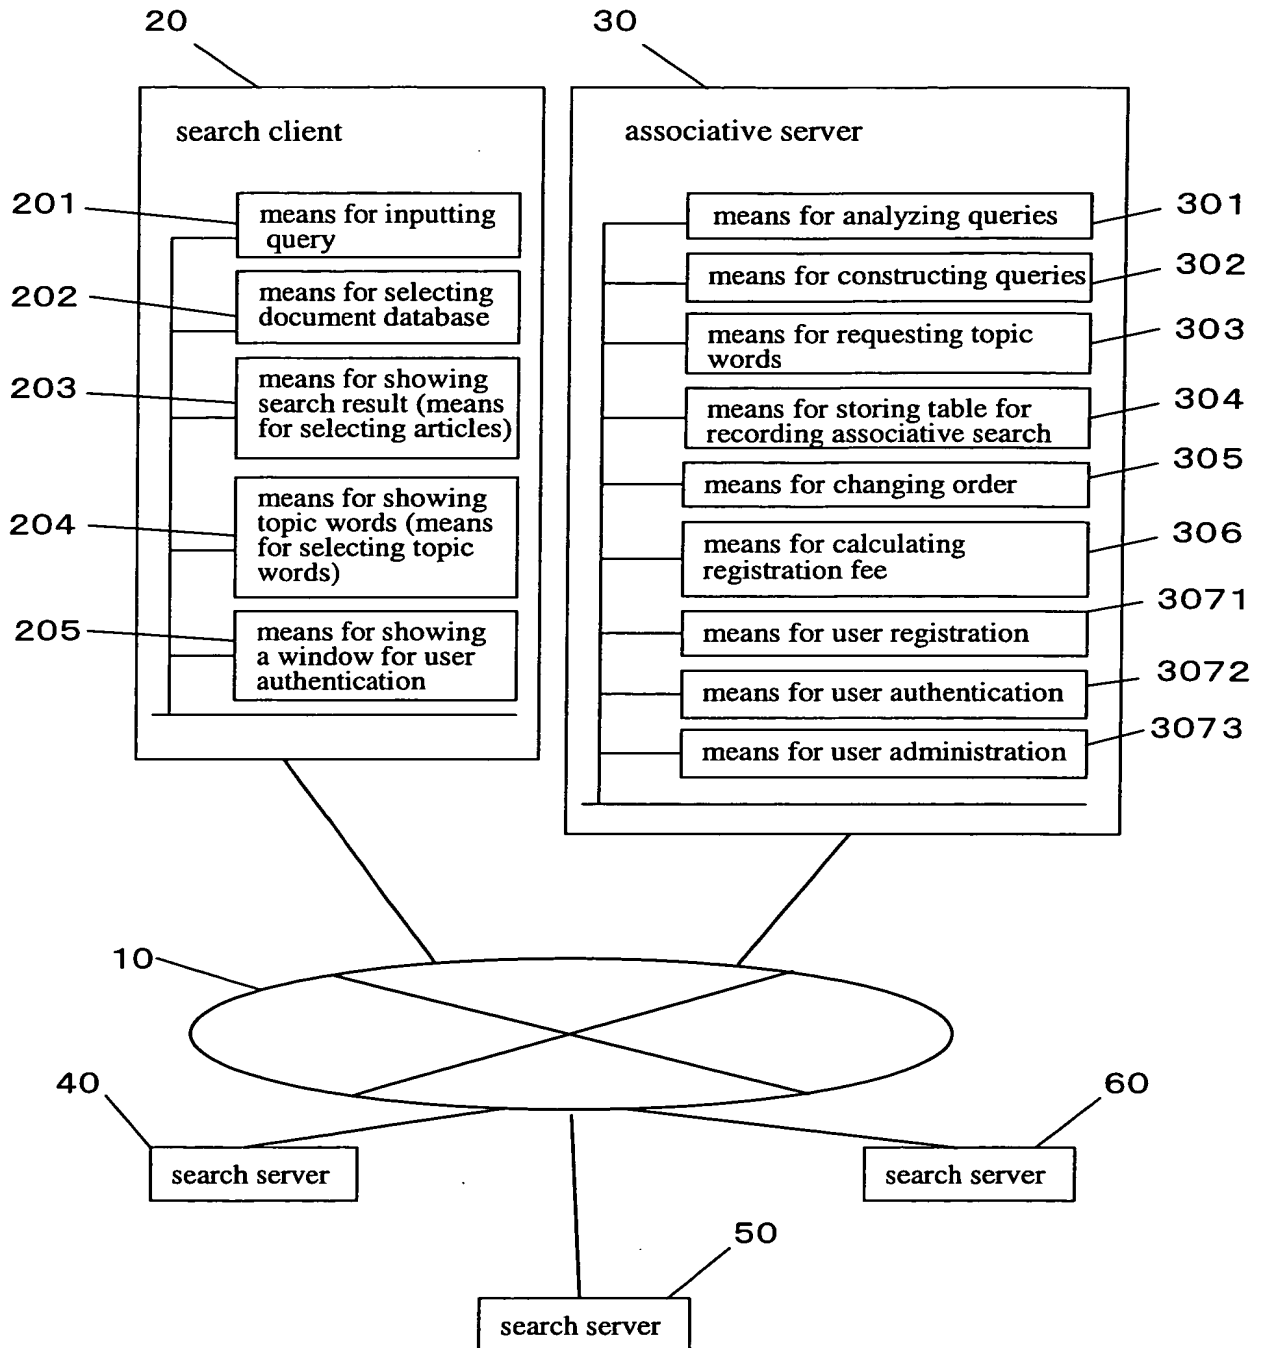 20
30
search client
associative server
201
means for inputting
query
202
means for selecting
document database
203
means for showing
search result (means
for selecting articles)
204
means for showing
topic words (means
for selecting topic
words)
205
means for showing
a window for user
authentication
means for analyzing queries
301
means for constructing queries
302
means for requesting topic
words
303
means for storing table for
recording associative search
304
means for changing order
305
means for calculating
registration fee
306
means for user registration
3071
means for user authentication
3072
means for user administration
3073
10
40
search server
60
search server
50
search server